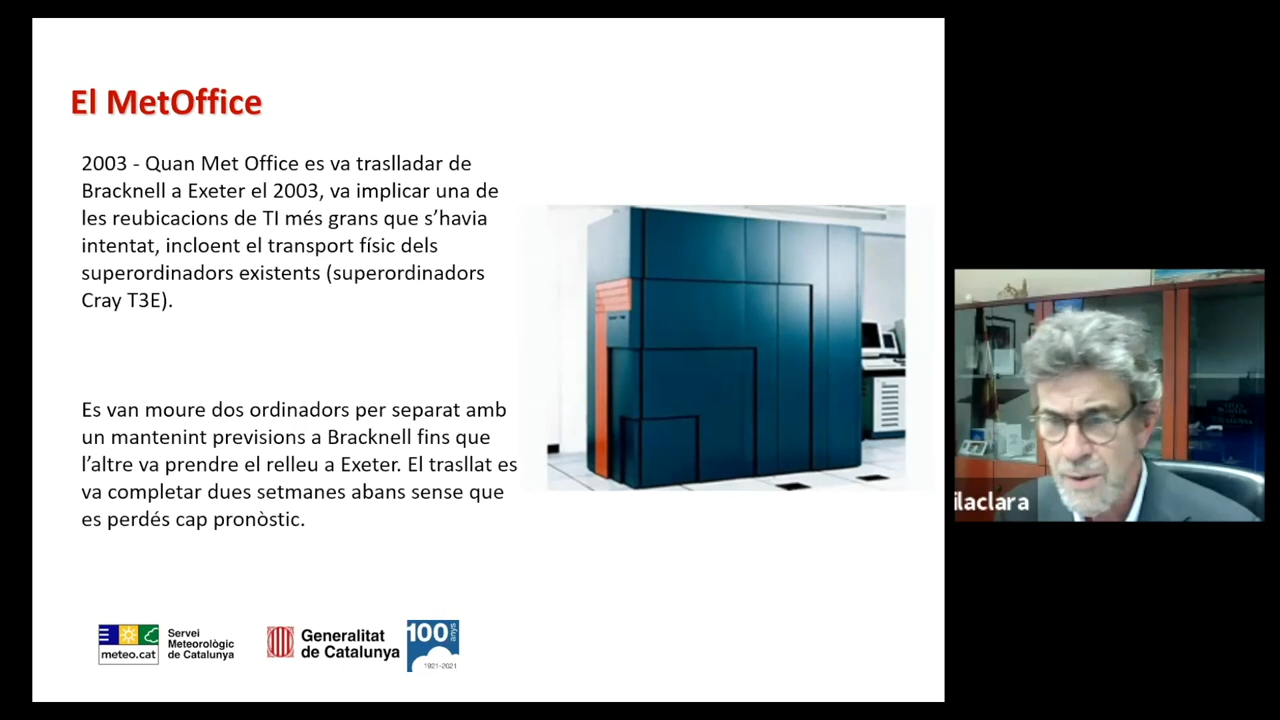 El MetOffice
2003 - Quan Met Office es va traslladar de
Bracknell a Exeter el 2003, va implicar una de
les reubicacions de TI més grans que s’havia
intentat, incloent el transport físic dels
superordinadors existents (superordinadors
Cray T3E).
Es van moure dos ordinadors per separat amb
un mantenint previsions a Bracknell fins que
l’altre va prendre el relleu a Exeter. El trasllat es
va completar dues setmanes abans sense que
es perdés cap pronòstic.
ilaclara
meteo.cat
Servei
Meteorològic
de Catalunya
Generalitat
de Catalunya
100
anys
1921-2021